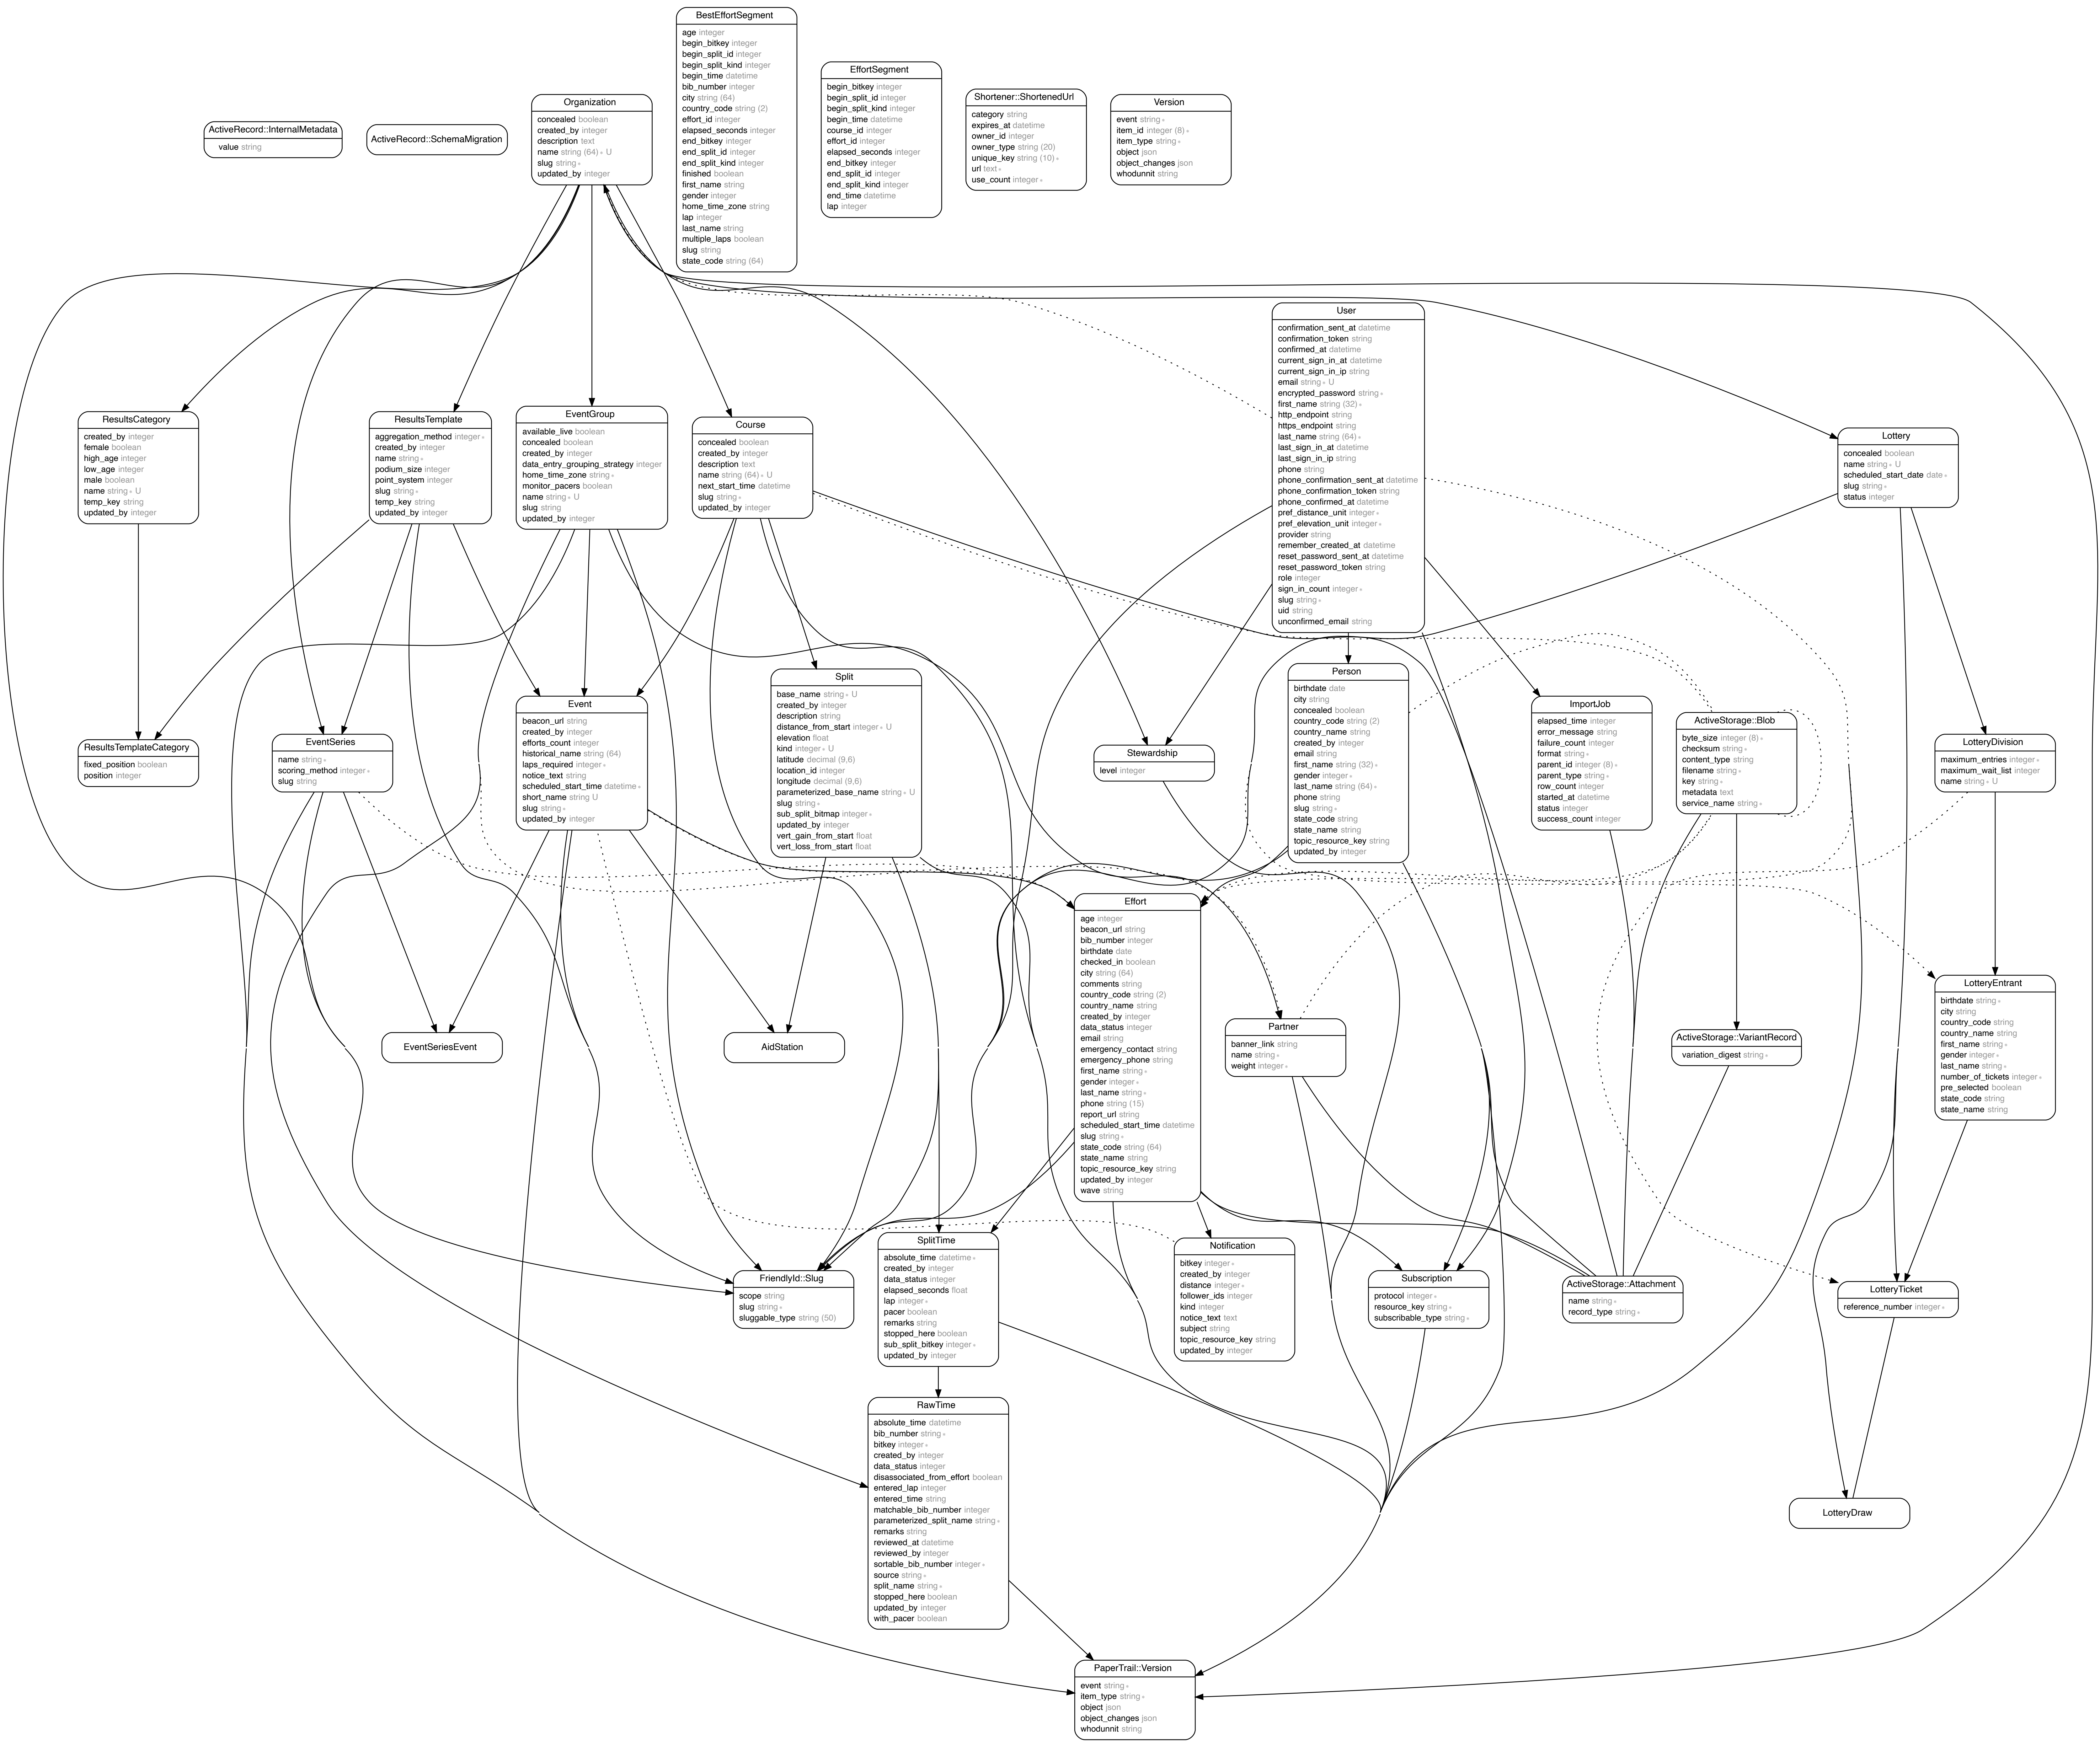 BestEffortSegment
age integer
begin_bitkey integer
begin_split_id integer
begin_split_kind integer
begin_time datetime
bib_number integer
city string (64)
country_code string (2)
effort_id integer
elapsed_seconds integer
end_bitkey integer
end_split_id integer
end_split_kind integer
finished boolean
first_name string
gender integer
home_time_zone string
lap integer
last_name string
multiple_laps boolean
slug string
state_code string (64)
EffortSegment
begin_bitkey integer
begin_split_id integer
begin_split_kind integer
begin_time datetime
course_id integer
effort_id integer
elapsed_seconds integer
end_bitkey integer
end_split_id integer
end_split_kind integer
end_time datetime
lap integer
Shortener::ShortenedUrl
category string
expires_at datetime
owner_id integer
owner_type string (20)
unique_key string (10) *
url text *
use_count integer *
Version
event string *
item_id integer (8) *
item_type string *
object json
object_changes json
whodunnit string
Organization
concealed boolean
created_by integer
description text
name string (64) * U
slug string *
updated_by integer
ActiveRecord::InternalMetadata
value string
ActiveRecord::SchemaMigration
User
confirmation_sent_at datetime
confirmation_token string
confirmed_at datetime
current_sign_in_at datetime
current_sign_in_ip string
email string * U
encrypted_password string *
first_name string (32) *
http_endpoint string
https_endpoint string
last_name string (64) *
last_sign_in_at datetime
last_sign_in_ip string
phone string
phone_confirmation_sent_at datetime
phone_confirmation_token string
phone_confirmed_at datetime
pref_distance_unit integer *
pref_elevation_unit integer *
provider string
remember_created_at datetime
reset_password_sent_at datetime
reset_password_token string
role integer
sign_in_count integer *
slug string *
uid string
unconfirmed_email string
ResultsCategory
created_by integer
female boolean
high_age integer
low_age integer
male boolean
name string * U
temp_key string
updated_by integer
ResultsTemplate
aggregation_method integer *
created_by integer
name string *
podium_size integer
point_system integer
slug string *
temp_key string
updated_by integer
EventGroup
available_live boolean
concealed boolean
created_by integer
data_entry_grouping_strategy integer
home_time_zone string *
monitor_pacers boolean
name string * U
slug string
updated_by integer
Course
concealed boolean
created_by integer
description text
name string (64) * U
next_start_time datetime
slug string *
updated_by integer
Lottery
concealed boolean
name string * U
scheduled_start_date date *
slug string *
status integer
ResultsTemplateCategory
fixed_position boolean
position integer
EventSeries
name string *
scoring_method integer *
slug string
Event
beacon_url string
created_by integer
efforts_count integer
historical_name string (64)
laps_required integer *
notice_text string
scheduled_start_time datetime *
short_name string U
slug string *
updated_by integer
Split
base_name string * U
created_by integer
description string
distance_from_start integer * U
elevation float
kind integer * U
latitude decimal (9,6)
location_id integer
longitude decimal (9,6)
parameterized_base_name string * U
slug string *
sub_split_bitmap integer *
updated_by integer
vert_gain_from_start float
vert_loss_from_start float
Stewardship
level integer
Person
birthdate date
city string
concealed boolean
country_code string (2)
country_name string
created_by integer
email string
first_name string (32) *
gender integer *
last_name string (64) *
phone string
slug string *
state_code string
state_name string
topic_resource_key string
updated_by integer
ImportJob
elapsed_time integer
error_message string
failure_count integer
format string *
parent_id integer (8) *
parent_type string *
row_count integer
started_at datetime
status integer
success_count integer
ActiveStorage::Blob
byte_size integer (8) *
checksum string *
content_type string
filename string *
key string *
metadata text
service_name string *
LotteryDivision
maximum_entries integer *
maximum_wait_list integer
name string * U
EventSeriesEvent
AidStation
Effort
age integer
beacon_url string
bib_number integer
birthdate date
checked_in boolean
city string (64)
comments string
country_code string (2)
country_name string
created_by integer
data_status integer
email string
emergency_contact string
emergency_phone string
first_name string *
gender integer *
last_name string *
phone string (15)
report_url string
scheduled_start_time datetime
slug string *
state_code string (64)
state_name string
topic_resource_key string
updated_by integer
wave string
Partner
banner_link string
name string *
weight integer *
ActiveStorage::VariantRecord
variation_digest string *
LotteryEntrant
birthdate string *
city string
country_code string
country_name string
first_name string *
gender integer *
last_name string *
number_of_tickets integer *
pre_selected boolean
state_code string
state_name string
FriendlyId::Slug
scope string
slug string *
sluggable_type string (50)
SplitTime
absolute_time datetime *
created_by integer
data_status integer
elapsed_seconds float
lap integer *
pacer boolean
remarks string
stopped_here boolean
sub_split_bitkey integer *
updated_by integer
Notification
bitkey integer *
created_by integer
distance integer *
follower_ids integer
kind integer
notice_text text
subject string
topic_resource_key string
updated_by integer
Subscription
protocol integer *
resource_key string *
subscribable_type string *
ActiveStorage::Attachment
name string *
record_type string *
LotteryTicket
reference_number integer *
RawTime
absolute_time datetime
bib_number string *
bitkey integer *
created_by integer
data_status integer
disassociated_from_effort boolean
entered_lap integer
entered_time string
matchable_bib_number integer
parameterized_split_name string *
remarks string
reviewed_at datetime
reviewed_by integer
sortable_bib_number integer *
source string *
split_name string *
stopped_here boolean
updated_by integer
with_pacer boolean
LotteryDraw
PaperTrail::Version
event string *
item_type string *
object json
object_changes json
whodunnit string